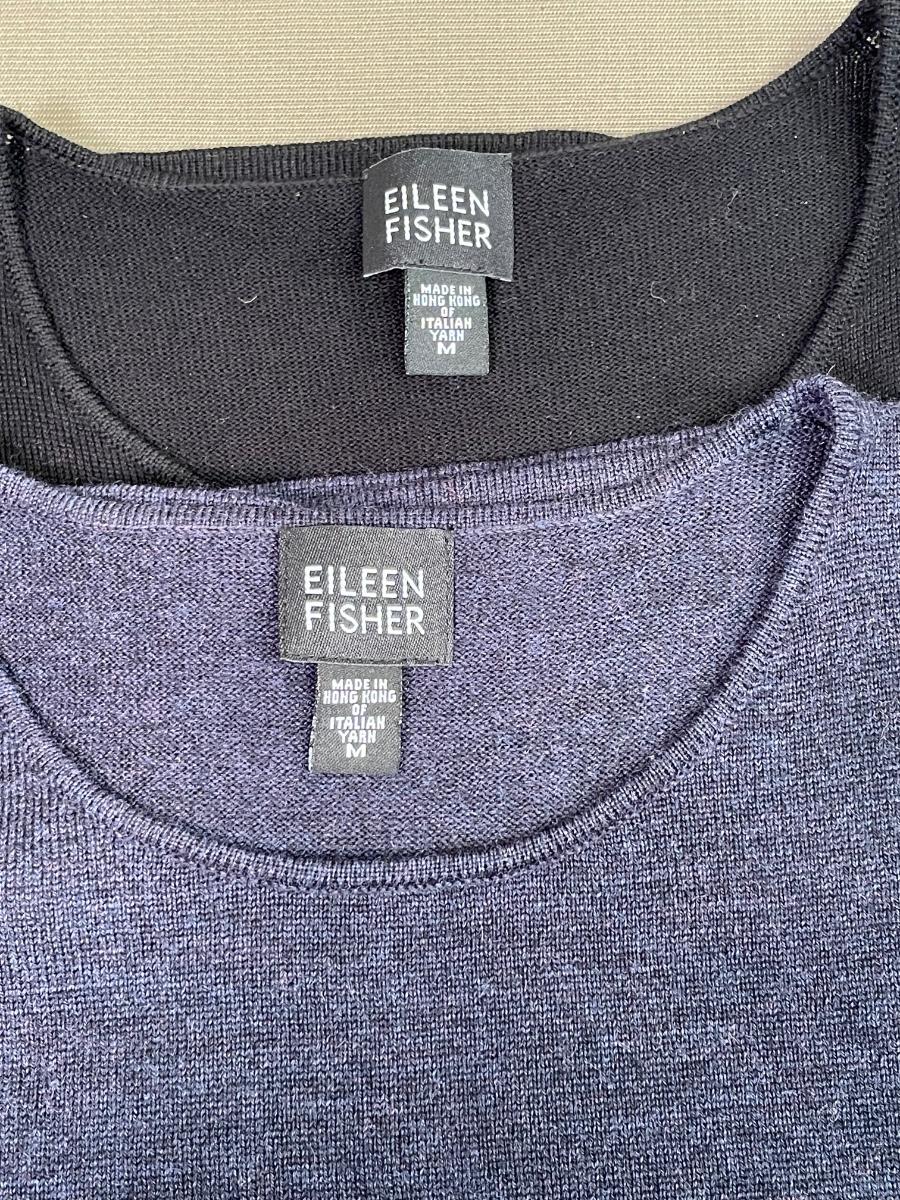 EILEEN
FISHER
MADE IN
HONG KONG
OF
ITALIAN
YARN
M
EILEEN
FISHER
MADE IN
HONG KONG
OF
ITALIAN
YARN
M